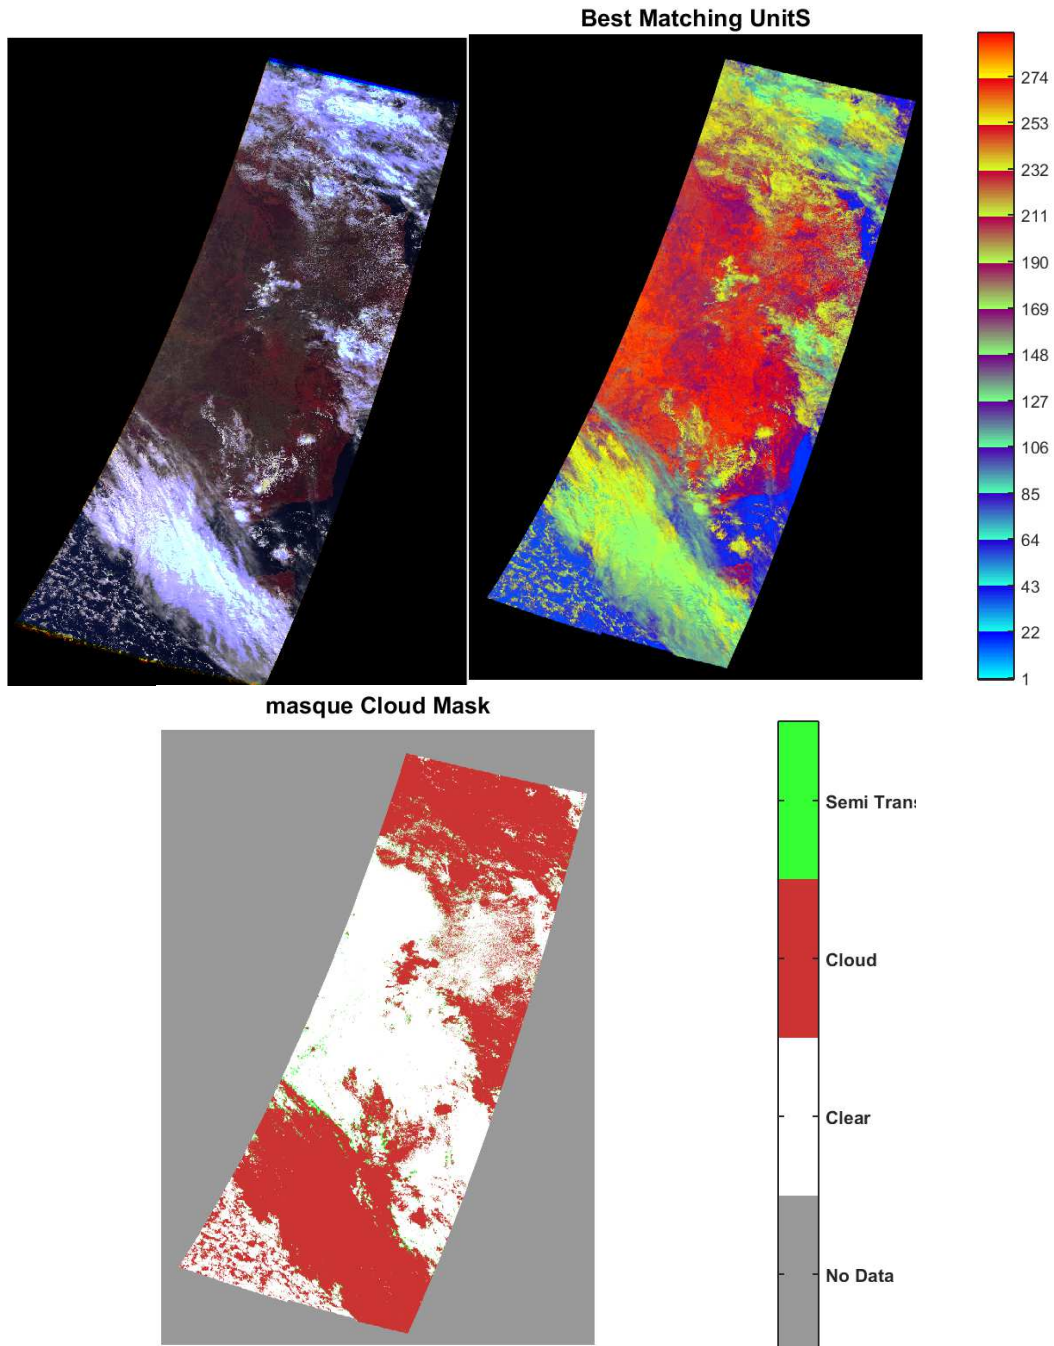 Best Matching UnitS
274
253
232
211
190
169
148
127
106
85
64
43
22
1
masque Cloud Mask
Semi Trans
Cloud
Clear
No Data